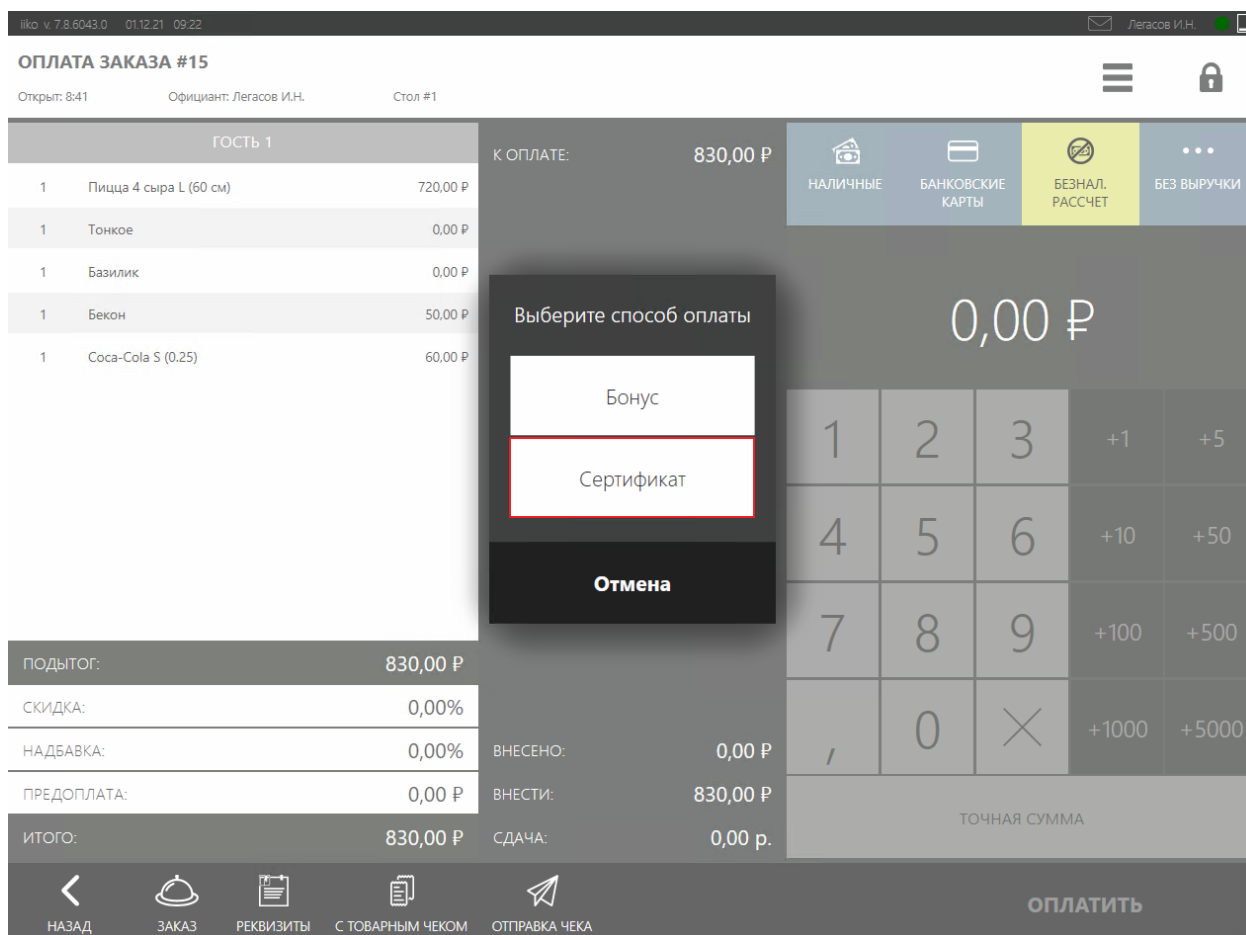 iiko v. 7.8.6043.0 01.12.21 09:22 Легасов И.Н.
ОПЛАТА ЗАКАЗА #15
Открыт: 8:41 Официант: Легасов И.Н. Стол #1
ГОСТЬ 1
1 Пицца 4 сыра L (60 см) 720,00 ₽
1 Тонкое 0,00 ₽
1 Базилик 0,00 ₽
1 Бекон 50,00 ₽
1 Coca-Cola S (0.25) 60,00 ₽
ПОДЫТОГ: 830,00 ₽
СКИДКА: 0,00%
НАДБАВКА: 0,00%
ПРЕДОПЛАТА: 0,00 ₽
ИТОГО: 830,00 ₽
К ОПЛАТЕ: 830,00 ₽
Выберите способ оплаты
Бонус
Сертификат
Отмена
ВНЕСЕНО: 0,00 ₽
ВНЕСТИ: 830,00 ₽
СДАЧА: 0,00 р.
НАЛИЧНЫЕ
БАНКОВСКИЕ
КАРТЫ
БЕЗНАЛ.
РАССЧЕТ
БЕЗ ВЫРУЧКИ
0,00 ₽
1 2 3 +1 +5
4 5 6 +10 +50
7 8 9 +100 +500
, 0 +1000 +5000
ТОЧНАЯ СУММА
НАЗАД
ЗАКАЗ
РЕКВИЗИТЫ
С ТОВАРНЫМ ЧЕКОМ
ОТПРАВКА ЧЕКА
ОПЛАТИТЬ